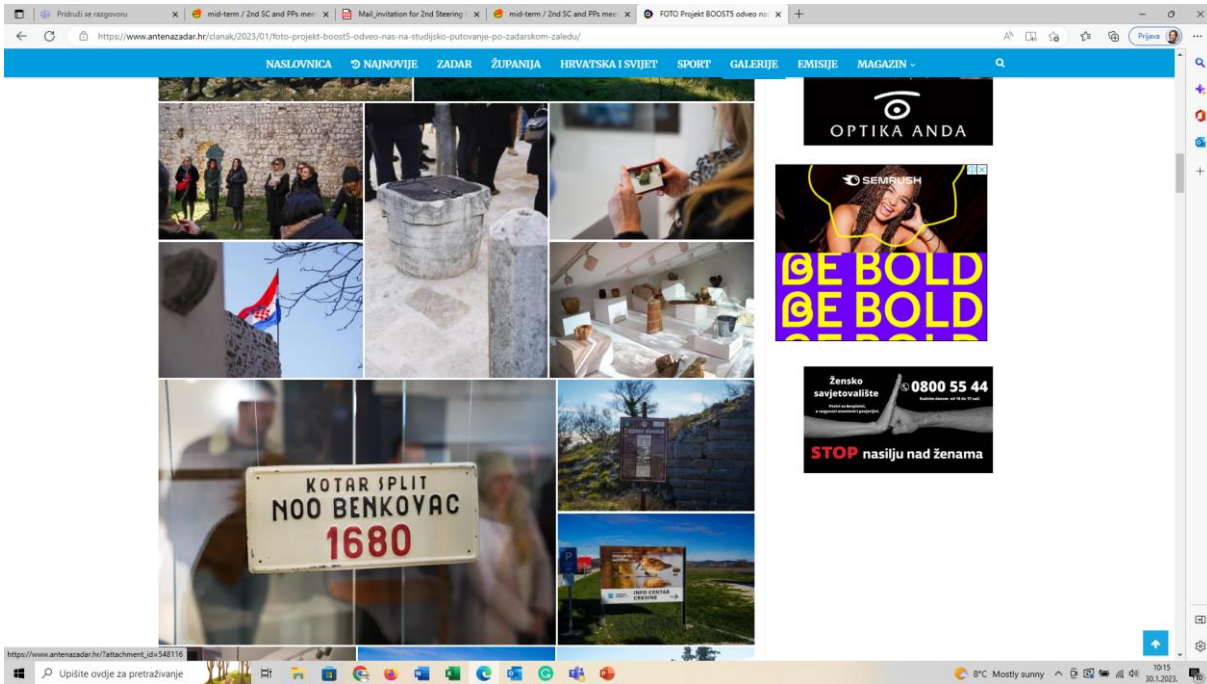 Pridruži se razgovoru
mid-term / 2nd SC and PPs mee
Mail_invitation for 2nd Steering
mid-term / 2nd SC and PPs mee
FOTO Projekt BOOST5 odveo na
https://www.antenazadar.hr/clanak/2023/01/foto-projekt-boost5-odveo-nas-na-studijsko-putovanje-po-zadarskom-zaledu/
Prijava
NASLOVNICA NAJNOVIJE ZADAR ŽUPANIJA HRVATSKA I SVIJET SPORT GALERIJE EMISIJE MAGAZIN
OPTIKA ANDA
SEMRUSH
BE BOLD
BE BOLD
BE BOLD
Žensko
savjetovalište
0800 55 44
STOP nasilju nad ženama
KOTAR SPLIT
NOO BENKOVAC
1680
P
INFO CENTAR
CREVINE
https://www.antenazadar.hr/?attachment_id=548116
Upišite ovdje za pretraživanje
8°C Mostly sunny
10:15
30.1.2023.